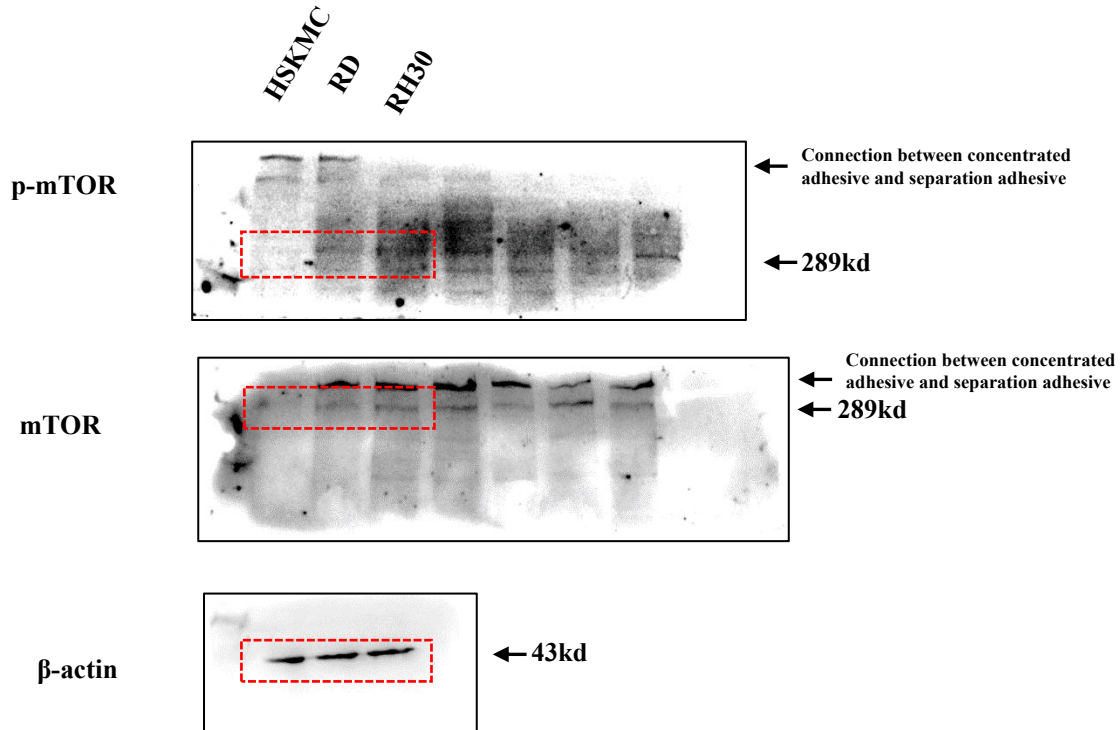 HSKMC
RD
RH30
p-mTOR
Connection between concentrated
adhesive and separation adhesive
289kd
mTOR
Connection between concentrated
adhesive and separation adhesive
289kd
β-actin
43kd